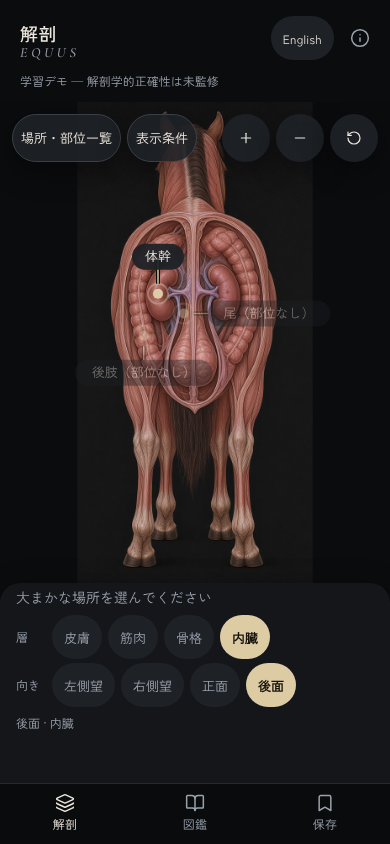 解剖
EQUUS
English
学習デモ — 解剖学的正確性は未監修
場所・部位一覧
表示条件
体幹
尾（部位なし）
後肢（部位なし）
大まかな場所を選んでください
層 皮膚 筋肉 骨格 内臓
向き 左側望 右側望 正面 後面
後面 · 内臓
解剖 図鑑 保存